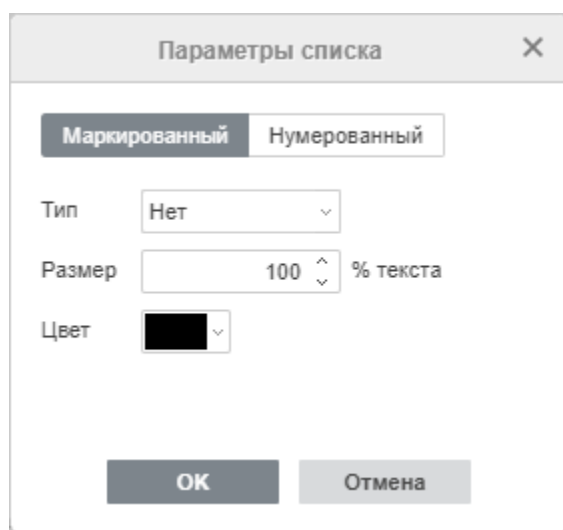 Параметры списка
Маркированный Нумерованный
Тип Нет
Размер 100 % текста
Цвет
OK Отмена